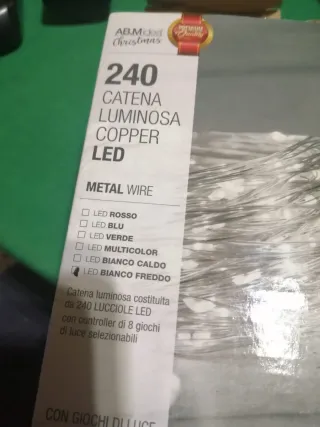 AB&M ideal
Christmas
240
CATENA
LUMINOSA
COPPER
LED
METAL WIRE
LED ROSSO
LED BLU
LED VERDE
LED MULTICOLOR
LED BIANCO CALDO
LED BIANCO FREDDO
Catena luminosa costituita
da 240 LUCCIOLE LED
con controller di 8 giochi
di luce selezionabili
CON GIOCHI DI LUCE